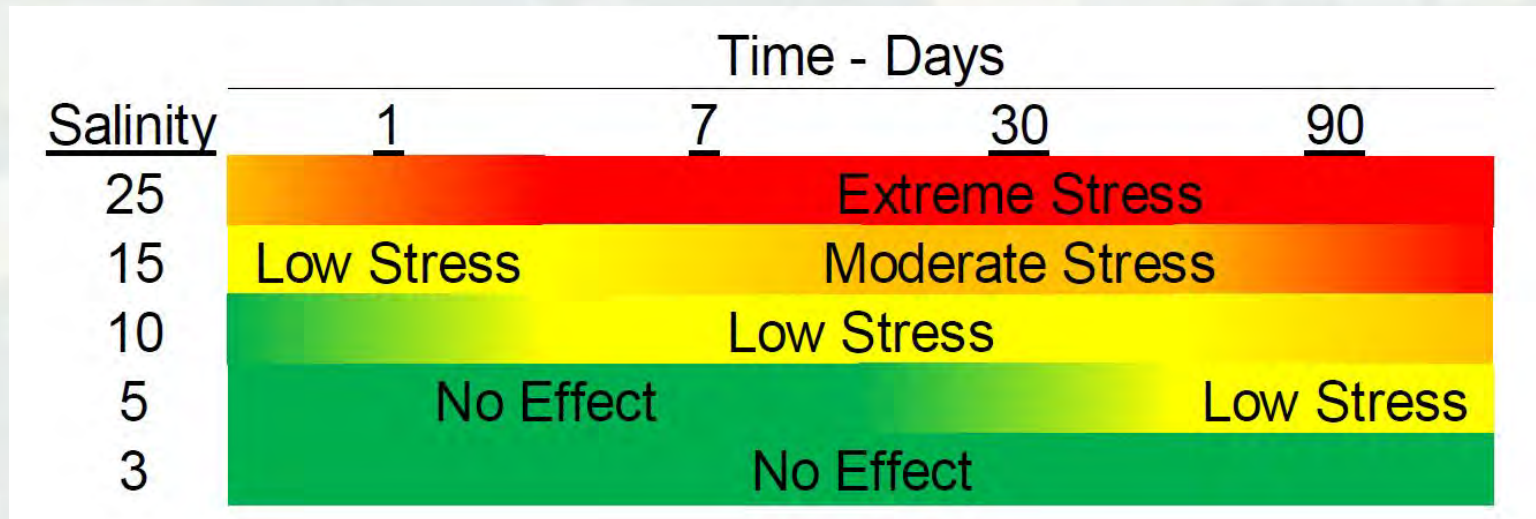 Time - Days
Salinity 1 7 30 90
25 Extreme Stress
15 Low Stress Moderate Stress
10 Low Stress
5 No Effect Low Stress
3 No Effect